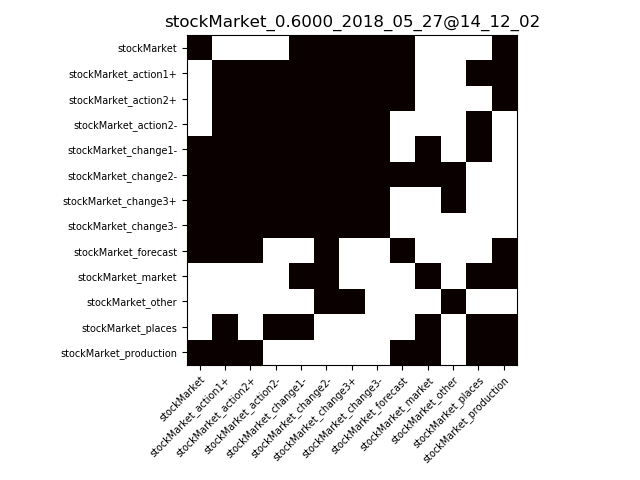 stockMarket_0.6000_2018_05_27@14_12_02
stockMarket
stockMarket_action1+
stockMarket_action2+
stockMarket_action2-
stockMarket_change1-
stockMarket_change2-
stockMarket_change3+
stockMarket_change3-
stockMarket_forecast
stockMarket_market
stockMarket_other
stockMarket_places
stockMarket_production
stockMarket
stockMarket_action1+
stockMarket_action2+
stockMarket_action2-
stockMarket_change1-
stockMarket_change2-
stockMarket_change3+
stockMarket_change3-
stockMarket_forecast
stockMarket_market
stockMarket_other
stockMarket_places
stockMarket_production